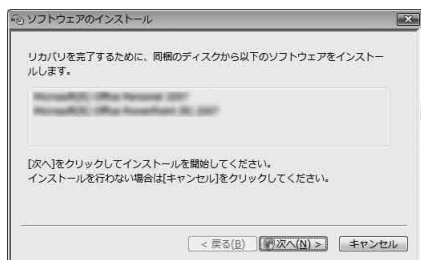 ソフトウェアのインストール
リカバリを完了するために、同梱のディスクから以下のソフトウェアをインストー
ルします。
[次へ]をクリックしてインストールを開始してください。
インストールを行わない場合は[キャンセル]をクリックしてください。
< 戻る(B) 次へ(N) > キャンセル